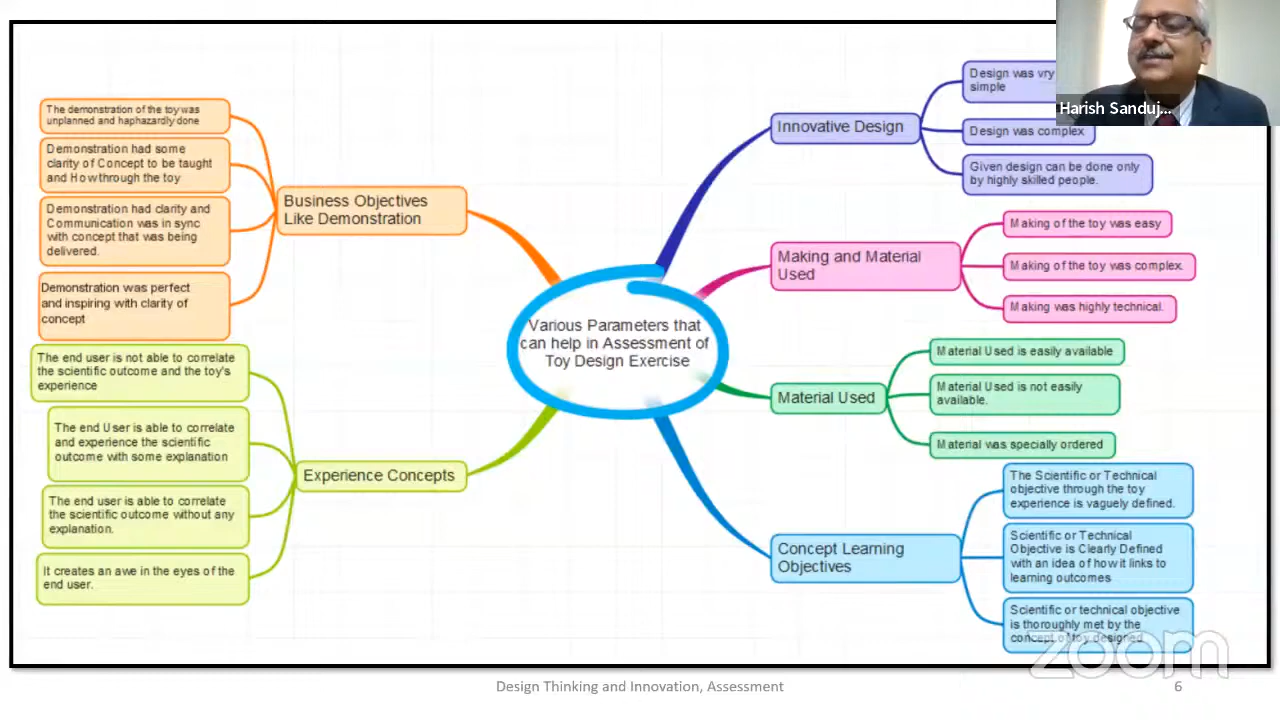 Harish Sanduj...
The demonstration of the toy was
unplanned and haphazardly done
Demonstration had some
clarity of Concept to be taught
and How through the toy
Demonstration had clarity and
Communication was in sync
with concept that was being
delivered.
Demonstration was perfect
and inspiring with clarity of
concept
Business Objectives
Like Demonstration
The end user is not able to correlate
the scientific outcome and the toy's
experience
The end User is able to correlate
and experience the scientific
outcome with some explanation
The end user is able to correlate
the scientific outcome without any
explanation.
It creates an awe in the eyes of the
end user.
Experience Concepts
Various Parameters that
can help in Assessment of
Toy Design Exercise
Innovative Design
Design was vry
simple
Design was complex
Given design can be done only
by highly skilled people.
Making and Material
Used
Making of the toy was easy
Making of the toy was complex.
Making was highly technical.
Material Used
Material Used is easily available
Material Used is not easily
available.
Material was specially ordered
Concept Learning
Objectives
The Scientific or Technical
objective through the toy
experience is vaguely defined.
Scientific or Technical
Objective is Clearly Defined
with an idea of how it links to
learning outcomes
Scientific or technical objective
is thoroughly met by the
concept of toy designed
zoom
Design Thinking and Innovation, Assessment
6